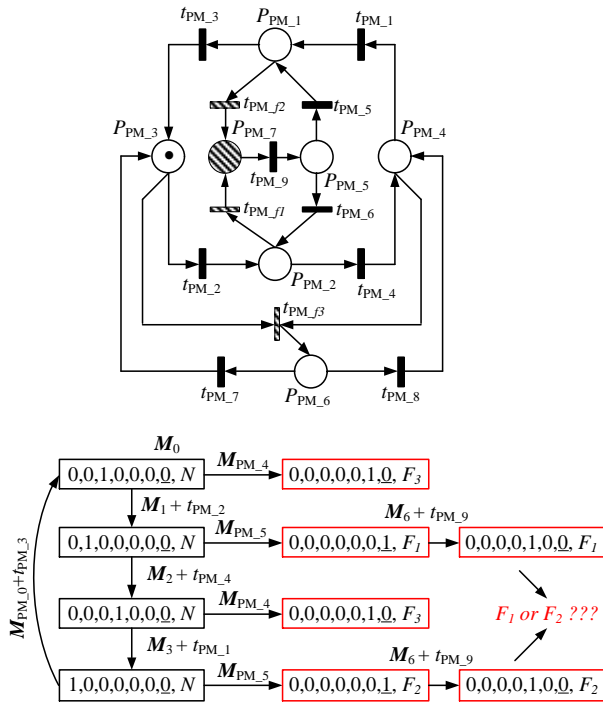 t_PM_3 P_PM_1 t_PM_1
t_PM_f2 t_PM_5
P_PM_3 P_PM_7 P_PM_4
t_PM_9 P_PM_5
t_PM_f1 t_PM_6
t_PM_2 P_PM_2 t_PM_4
t_PM_f3
t_PM_7 P_PM_6 t_PM_8
M_0
0,0,1,0,0,0,0, N M_PM_4 0,0,0,0,0,1,0, F_3
M_1 + t_PM_2
0,1,0,0,0,0,0, N M_PM_5 0,0,0,0,0,0,1, F_1 M_6 + t_PM_9 0,0,0,0,1,0,0, F_1
M_PM_0+t_PM_3
M_2 + t_PM_4
0,0,0,1,0,0,0, N M_PM_4 0,0,0,0,0,1,0, F_3 F_1 or F_2 ???
M_3 + t_PM_1
1,0,0,0,0,0,0, N M_PM_5 0,0,0,0,0,0,1, F_2 M_6 + t_PM_9 0,0,0,0,1,0,0, F_2